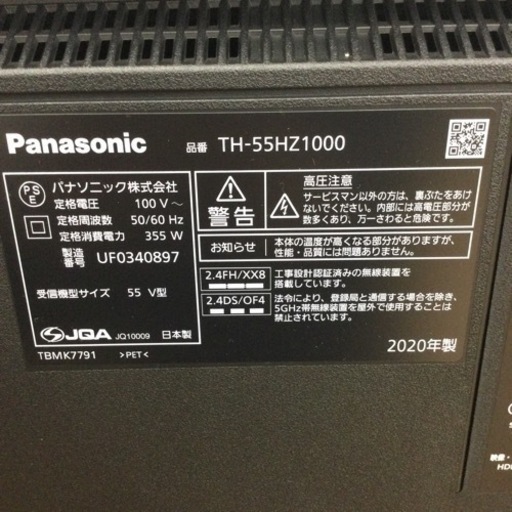 Panasonic 品番 TH-55HZ1000
PS E
パナソニック株式会社
定格電圧 100 V～
定格周波数 50/60 Hz
定格消費電力 355 W
製造番号 UF0340897
受信機型サイズ 55 V型
JQA JQ10009 日本製
TBMK7791 >PET<
警告
高圧注意
サービスマン以外の方は、裏ぶたをあけ
ないでください。内部には高電圧部分が
数多くあり、万一さわると危険です。
お知らせ
本体の温度が高くなる部分がありますが、
性能・品質には問題ありません。
2.4FH/XX8
工事設計認証済みの無線装置を
搭載しています。
2.4DS/OF4
法令により、登録局と通信する場合を除き、
5GHz帯無線装置を屋外で使用することは
禁止されています。
2020年製
映像・